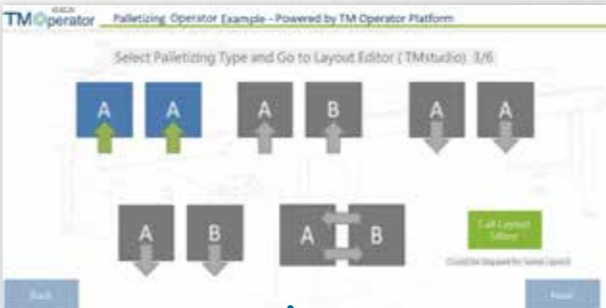 TMOperator
Palletizing Operator Example - Powered by TM Operator Platform
Select Palletizing Type and Go to Layout Editor ( TMstudio) 3/6
A A A B A A
A B A B
Call Layout
Editor
Back
Next